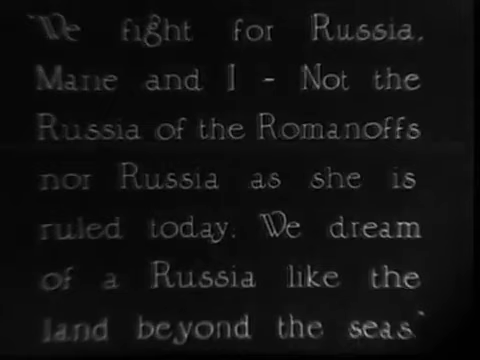 "We fight for Russia,
Marie and I - Not the
Russia of the Romanoffs
nor Russia as she is
ruled today. We dream
of a Russia like the
land beyond the seas"